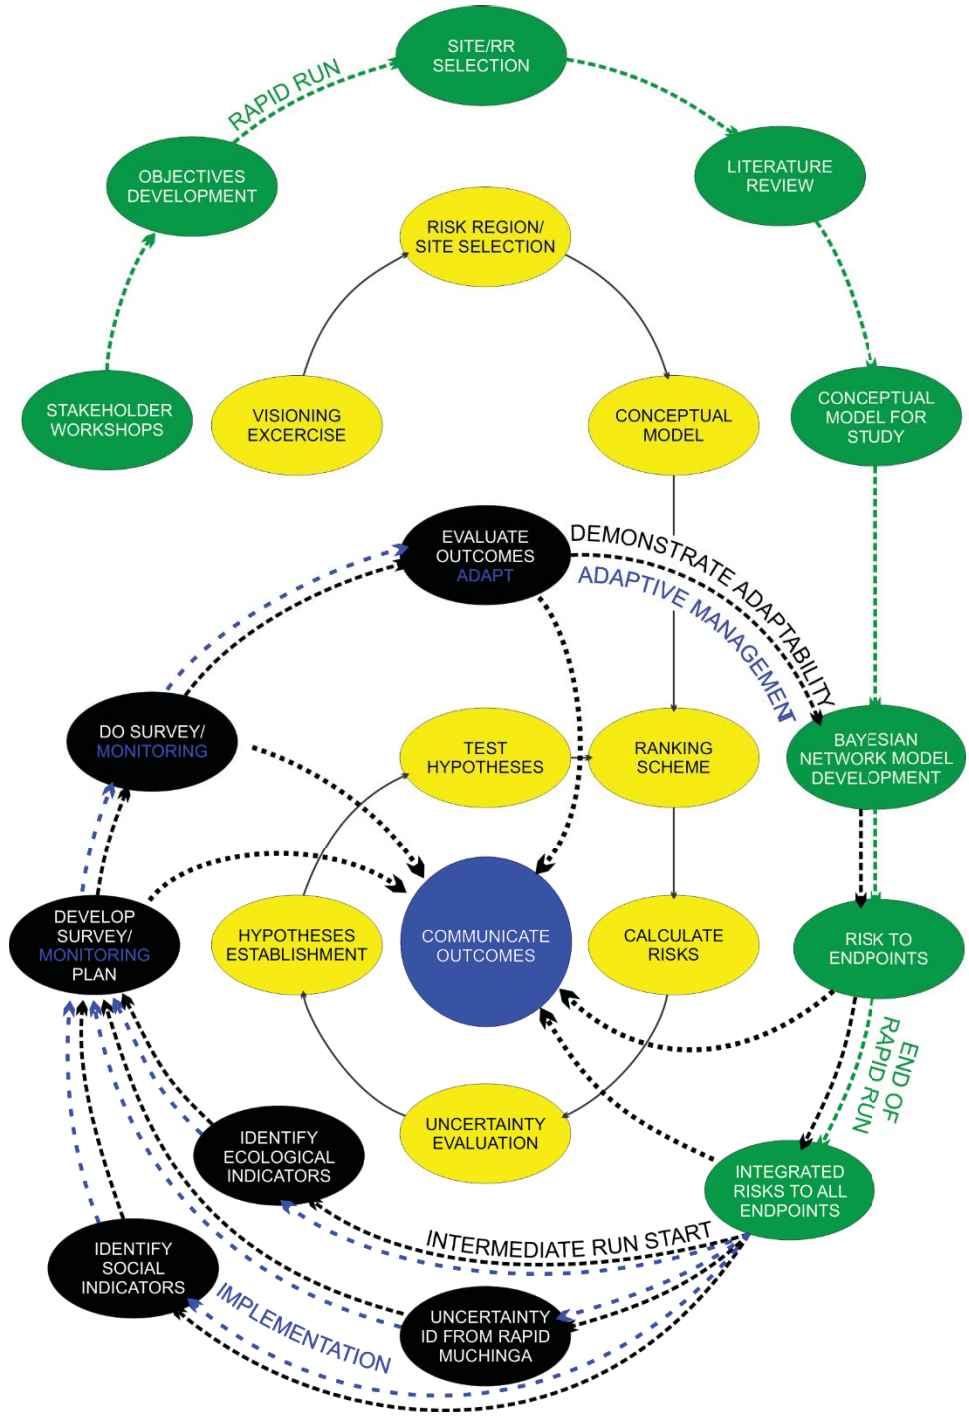 SITE/RR
SELECTION
RAPID RUN
OBJECTIVES
DEVELOPMENT
LITERATURE
REVIEW
RISK REGION/
SITE SELECTION
STAKEHOLDER
WORKSHOPS
VISIONING
EXCERCISE
CONCEPTUAL
MODEL
CONCEPTUAL
MODEL FOR
STUDY
EVALUATE
OUTCOMES
ADAPT
DEMONSTRATE ADAPTABILITY
ADAPTIVE MANAGEMENT
DO SURVEY/
MONITORING
TEST
HYPOTHESES
RANKING
SCHEME
BAYESIAN
NETWORK MODEL
DEVELOPMENT
DEVELOP
SURVEY/
MONITORING
PLAN
HYPOTHESES
ESTABLISHMENT
COMMUNICATE
OUTCOMES
CALCULATE
RISKS
RISK TO
ENDPOINTS
END OF
RAPID RUN
UNCERTAINTY
EVALUATION
IDENTIFY
ECOLOGICAL
INDICATORS
INTEGRATED
RISKS TO ALL
ENDPOINTS
INTERMEDIATE RUN START
IDENTIFY
SOCIAL
INDICATORS
IMPLEMENTATION
UNCERTAINTY
ID FROM RAPID
MUCHINGA